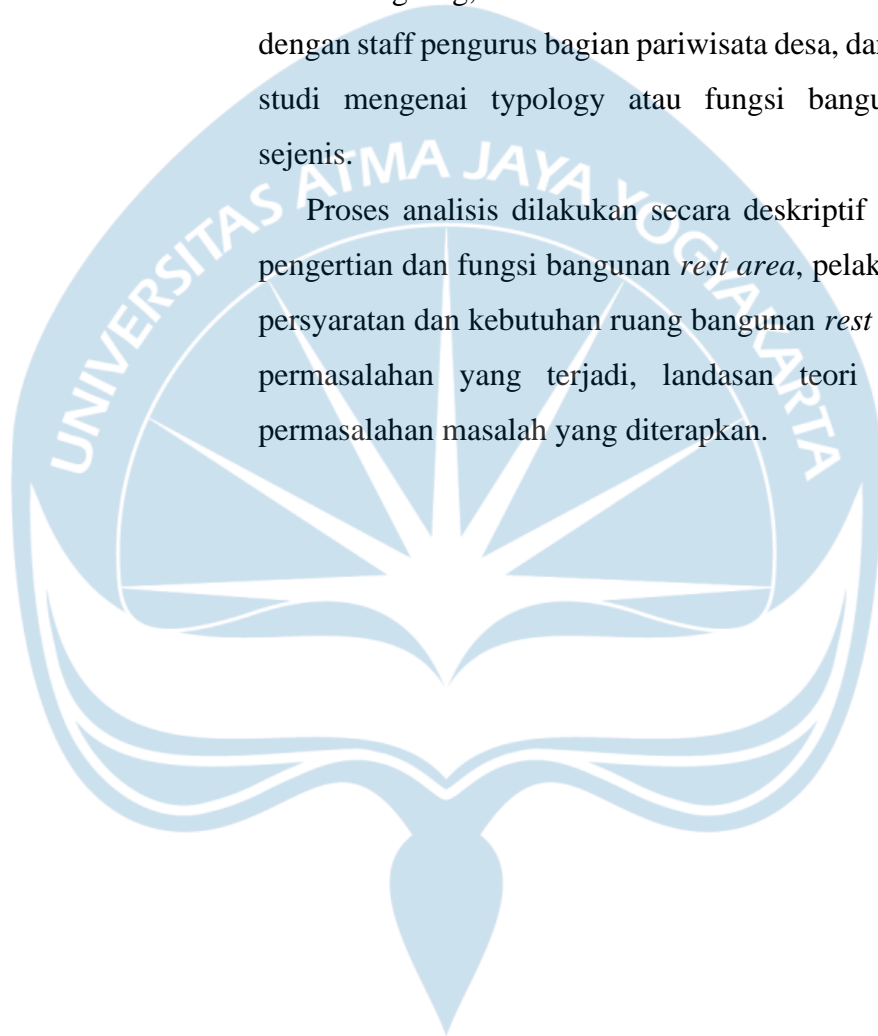 dengan staff pengurus bagian pariwisata desa, dan
studi mengenai typology atau fungsi
sejenis.
Proses analisis dilakukan secara deskriptif
pengertian dan fungsi bangunan rest area,
persyaratan dan kebutuhan ruang bangunan rest
permasalahan yang terjadi, landasan teori
permasalahan masalah yang diterapkan.
UNIVERSITAS ATMA JAYA YOGYAKARTA